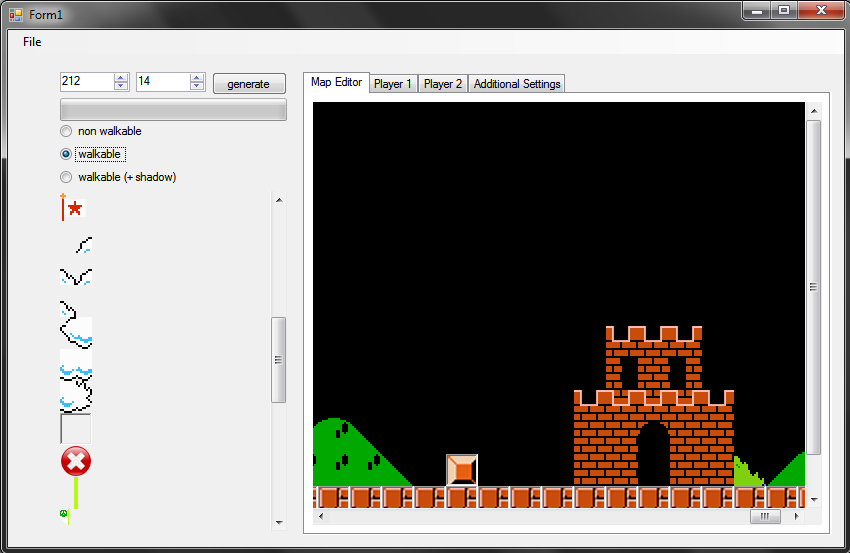 Form1
File
212 14 generate
non walkable
walkable
walkable (+ shadow)
Map Editor Player 1 Player 2 Additional Settings